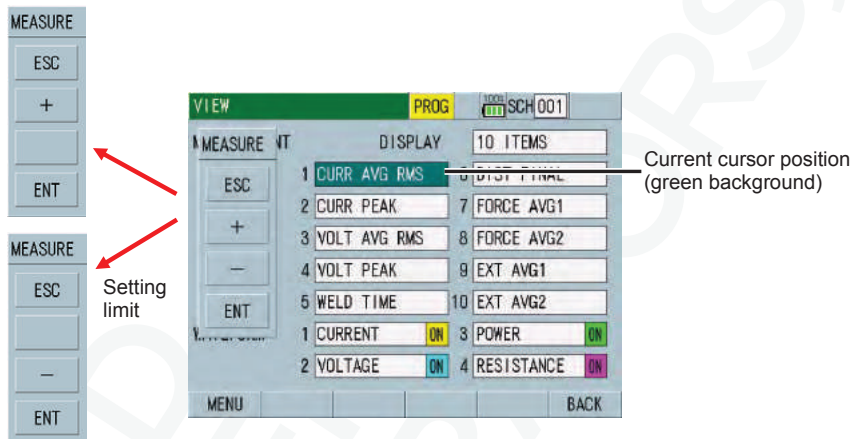 MEASURE
ESC
+
ENT
MEASURE
ESC
-
ENT
Setting
limit
VIEW PROG 100% SCH 001
MEASURE NT DISPLAY 10 ITEMS
ESC
+
-
ENT
1 CURR AVG RMS
2 CURR PEAK 7 FORCE AVG1
3 VOLT AVG RMS 8 FORCE AVG2
4 VOLT PEAK 9 EXT AVG1
5 WELD TIME 10 EXT AVG2
1 CURRENT ON 3 POWER ON
2 VOLTAGE ON 4 RESISTANCE ON
MENU BACK
Current cursor position
(green background)